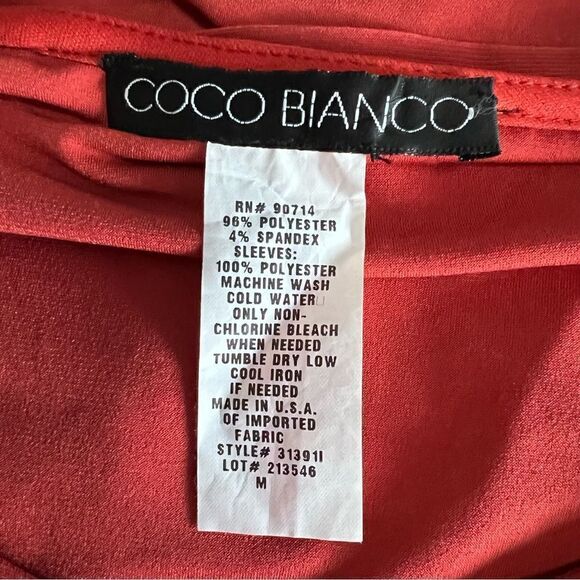 COCO BIANCO
RN# 90714
96% POLYESTER
4% SPANDEX
SLEEVES:
100% POLYESTER
MACHINE WASH
COLD WATER
ONLY NON-
CHLORINE BLEACH
WHEN NEEDED
TUMBLE DRY LOW
COOL IRON
IF NEEDED
MADE IN U.S.A.
OF IMPORTED
FABRIC
STYLE# 31391I
LOT# 213546
M